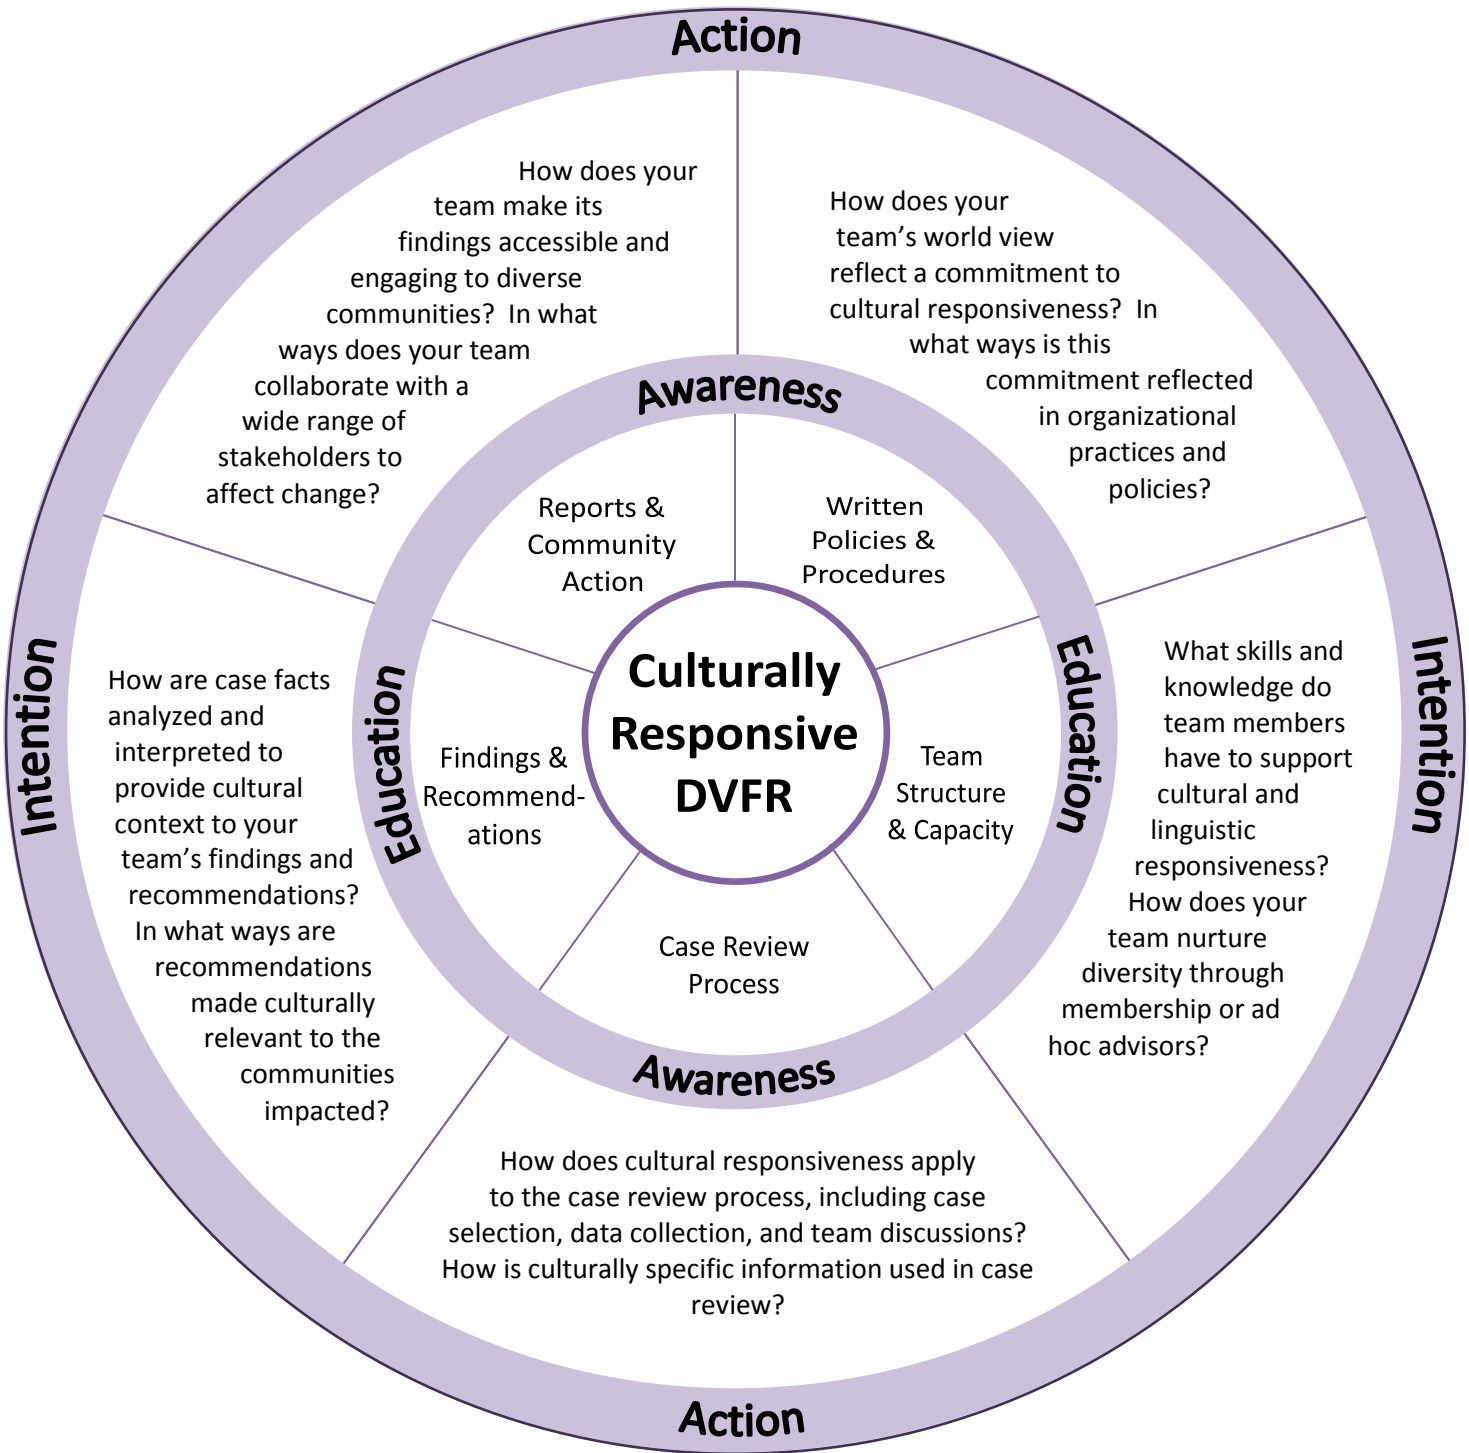 Action
How does your
team make its
findings accessible and
engaging to diverse
communities?  In what
ways does your team
collaborate with a
wide range of
stakeholders to
affect change?
How does your
team’s world view
reflect a commitment to
cultural responsiveness?  In
what ways is this
commitment reflected
in organizational
practices and
policies?
Awareness
Reports &
Community
Action
Written
Policies &
Procedures
Intention
How are case facts
analyzed and
interpreted to
provide cultural
context to your
team’s findings and
recommendations?
In what ways are
recommendations
made culturally
relevant to the
communities
impacted?
Education
Findings &
Recommend-
ations
Culturally
Responsive
DVFR
Team
Structure
& Capacity
Education
What skills and
knowledge do
team members
have to support
cultural and
linguistic
responsiveness?
How does your
team nurture
diversity through
membership or ad
hoc advisors?
Intention
Case Review
Process
Awareness
How does cultural responsiveness apply
to the case review process, including case
selection, data collection, and team discussions?
How is culturally specific information used in case
review?
Action